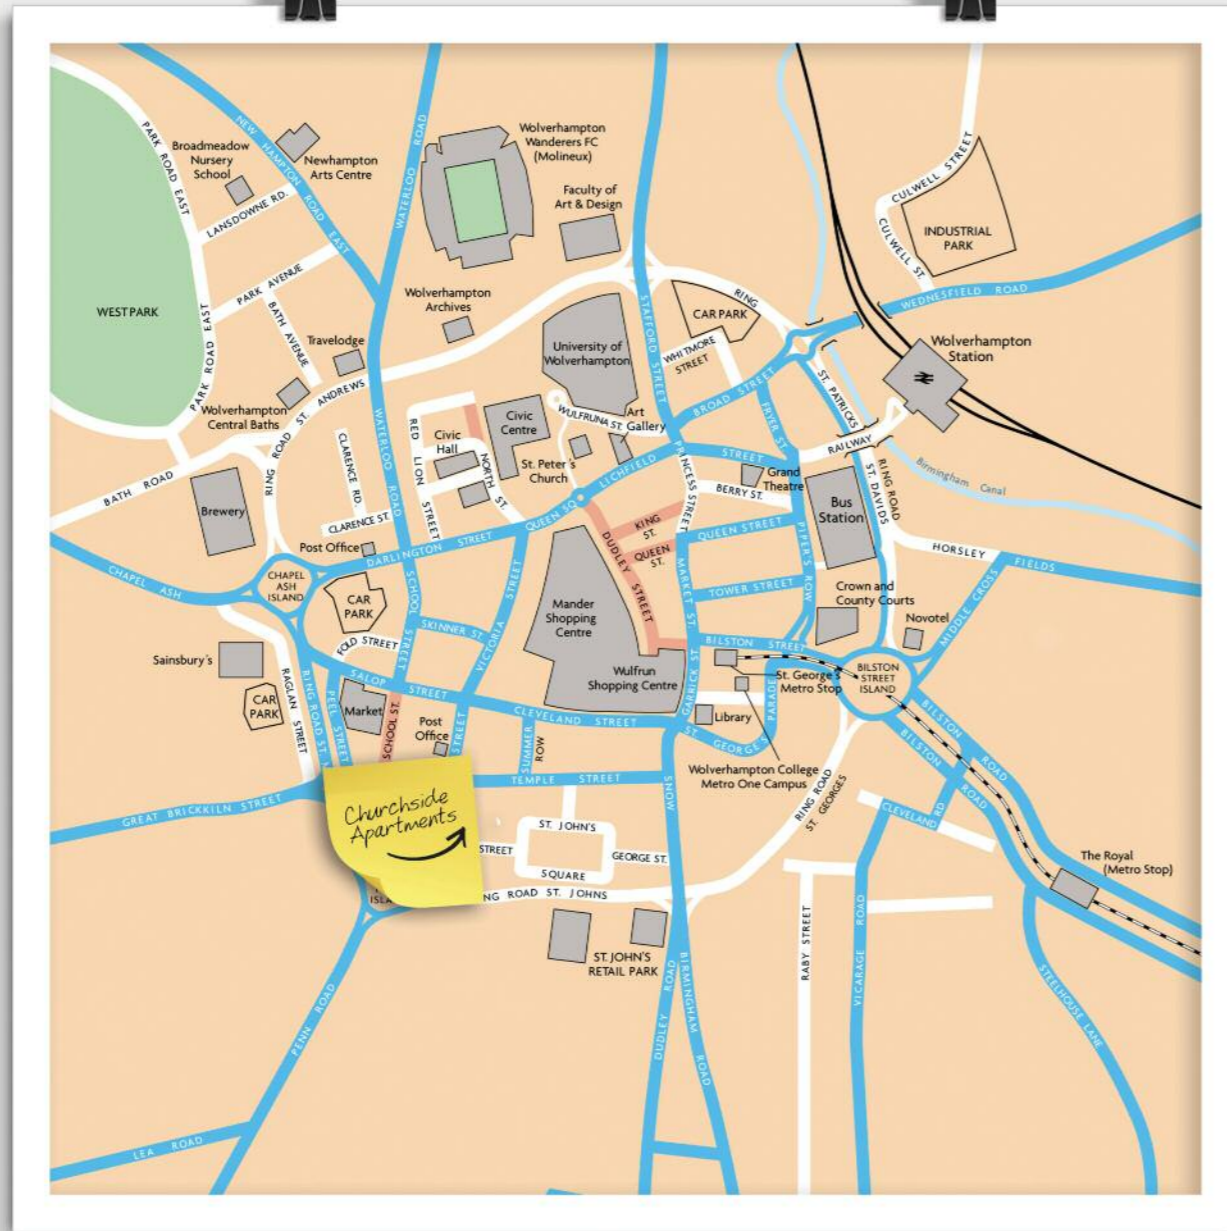 NEW HAMPTON ROAD EAST
WATERLOO ROAD
PARK ROAD EAST
Broadmeadow
Nursery
School
Newhampton
Arts Centre
LANSDOWNE RD.
Wolverhampton
Wanderers FC
(Molineux)
Faculty of
Art & Design
CULWELL STREET
CULWELL ST.
INDUSTRIAL
PARK
WEST PARK
PARK AVENUE
BATH AVENUE
PARK ROAD EAST
Travelodge
Wolverhampton
Archives
Wolverhampton
Central Baths
RING ROAD ST. ANDREWS
STAFFORD STREET
RING
CAR PARK
WEDNESFIELD ROAD
Wolverhampton
Station
University of
Wolverhampton
WHITMORE
STREET
BROAD STREET
FRYER ST.
ST. PATRICKS
RAILWAY
WATERLOO ROAD
RED LION
STREET
Civic
Hall
NORTH ST.
Civic
Centre
WULFRUNA ST.
Art
Gallery
St. Peter's
Church
LICHFIELD
STREET
PRINCESS STREET
Grand
Theatre
BERRY ST.
Bus
Station
RING ROAD
ST. DAVIDS
Birmingham Canal
CLARENCE RD.
CLARENCE ST.
BATH ROAD
Brewery
Post Office
DARLINGTON STREET
QUEEN SQ
KING
ST.
QUEEN
ST.
DUDLEY STREET
QUEEN STREET
PIPER'S ROW
HORSLEY FIELDS
CHAPEL ASH
CHAPEL
ASH
ISLAND
CAR
PARK
SCHOOL STREET
SKINNER ST.
VICTORIA STREET
Mander
Shopping
Centre
MARKET ST.
TOWER STREET
Crown and
County Courts
Novotel
MIDDLE CROSS
FOLD STREET
Sainsbury's
CAR
PARK
RAGLAN STREET
RING ROAD ST. M
PEEL STREET
SALOP STREET
Market
SCHOOL ST.
Post
Office
STREET
Wulfrun
Shopping Centre
BILSTON STREET
St. George's
Metro Stop
BILSTON
STREET
ISLAND
GARRICK ST.
Library
PARADE
CLEVELAND STREET
ST. GEORGE'S
Wolverhampton College
Metro One Campus
SUMMER
ROW
TEMPLE STREET
SNOW
RING ROAD
ST. GEORGES
BILSTON ROAD
BILSTON ROAD
CLEVELAND RD
GREAT BRICKKILN STREET
Churchside
Apartments
ST. JOHN'S
STREET
GEORGE ST.
SQUARE
NG ROAD ST. JOHNS
ISLA
ST. JOHN'S
RETAIL PARK
RABY STREET
VICARAGE ROAD
The Royal
(Metro Stop)
STEELHOUSE LANE
PENN ROAD
DUDLEY ROAD
BIRMINGHAM ROAD
LEA ROAD